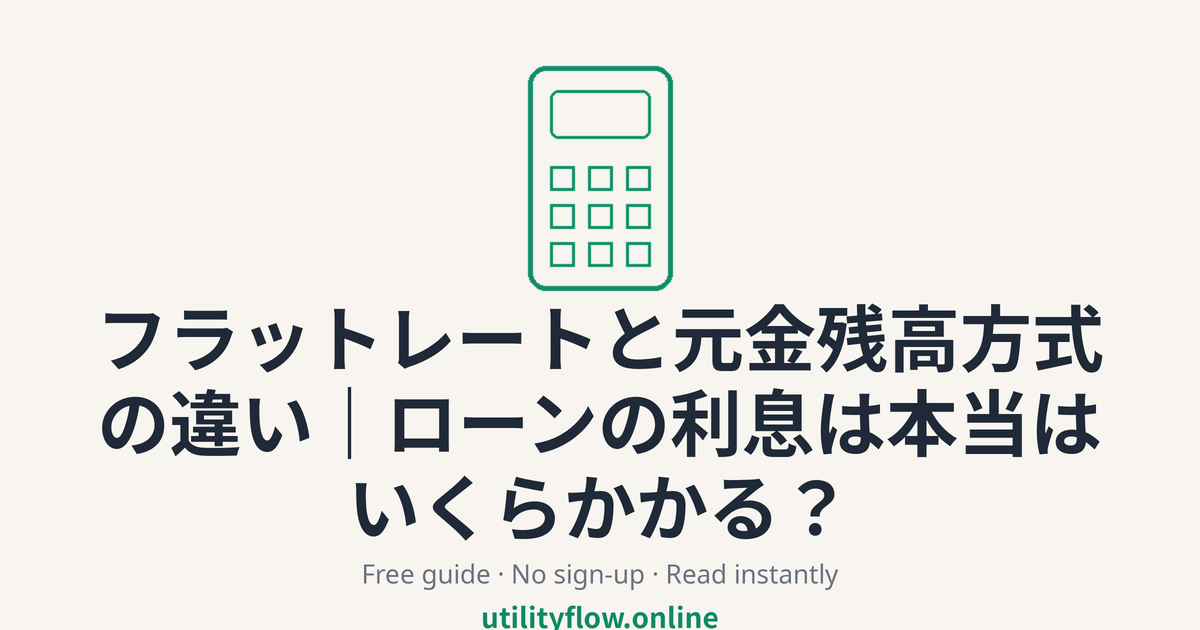 フラットレートと元金残高方式
の違い｜ローンの利息は本当は
いくらかかる？
Free guide · No sign-up · Read instantly
utilityflow.online